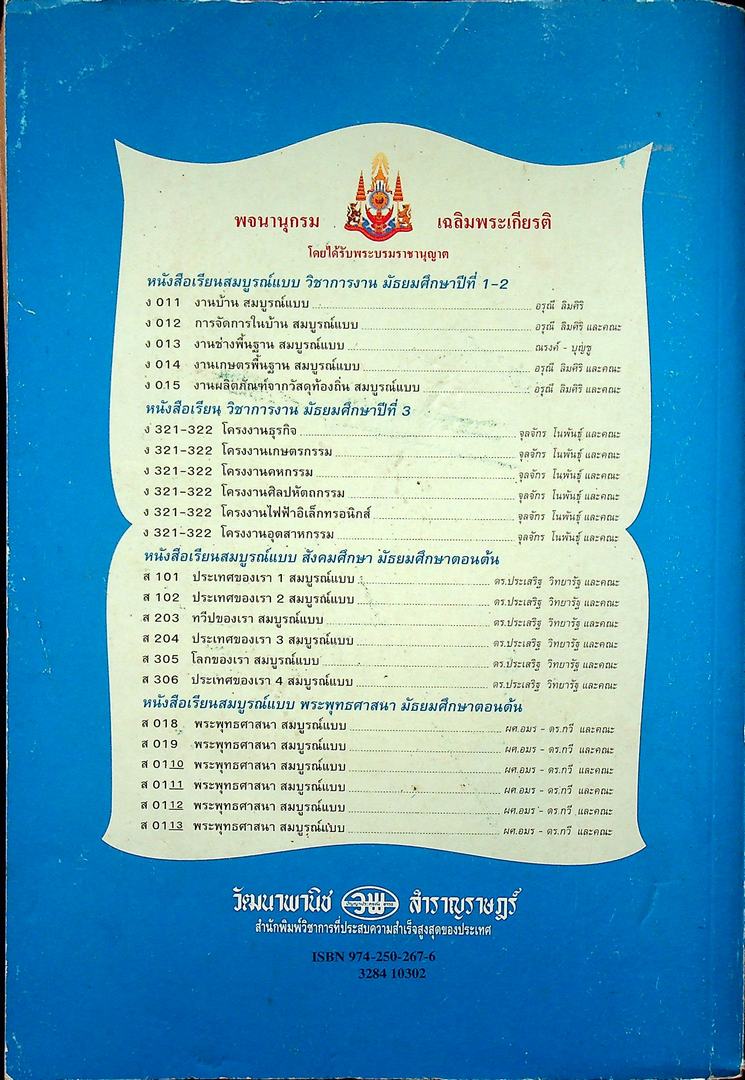 พจนานุกรม เฉลิมพระเกียรติ
โดยได้รับพระบรมราชานุญาต
หนังสือเรียนสมบูรณ์แบบ วิชาการงาน มัธยมศึกษาปีที่ 1-2
ง 011 งานบ้าน สมบูรณ์แบบ อรุณี ลิมศิริ
ง 012 การจัดการในบ้าน สมบูรณ์แบบ อรุณี ลิมศิริ และคณะ
ง 013 งานช่างพื้นฐาน สมบูรณ์แบบ ณรงค์ - บุญชู
ง 014 งานเกษตรพื้นฐาน สมบูรณ์แบบ อรุณี ลิมศิริ และคณะ
ง 015 งานผลิตภัณฑ์จากวัสดุท้องถิ่น สมบูรณ์แบบ อรุณี ลิมศิริ และคณะ
หนังสือเรียน วิชาการงาน มัธยมศึกษาปีที่ 3
ง 321-322 โครงงานธุรกิจ จุลจักร โนพันธุ์ และคณะ
ง 321-322 โครงงานเกษตรกรรม จุลจักร โนพันธุ์ และคณะ
ง 321-322 โครงงานคหกรรม จุลจักร โนพันธุ์ และคณะ
ง 321-322 โครงงานศิลปหัตถกรรม จุลจักร โนพันธุ์ และคณะ
ง 321-322 โครงงานไฟฟ้าอิเล็กทรอนิกส์ จุลจักร โนพันธุ์ และคณะ
ง 321-322 โครงงานอุตสาหกรรม จุลจักร โนพันธุ์ และคณะ
หนังสือเรียนสมบูรณ์แบบ สังคมศึกษา มัธยมศึกษาตอนต้น
ส 101 ประเทศของเรา 1 สมบูรณ์แบบ ดร.ประเสริฐ วิทยารัฐ และคณะ
ส 102 ประเทศของเรา 2 สมบูรณ์แบบ ดร.ประเสริฐ วิทยารัฐ และคณะ
ส 203 ทวีปของเรา สมบูรณ์แบบ ดร.ประเสริฐ วิทยารัฐ และคณะ
ส 204 ประเทศของเรา 3 สมบูรณ์แบบ ดร.ประเสริฐ วิทยารัฐ และคณะ
ส 305 โลกของเรา สมบูรณ์แบบ ดร.ประเสริฐ วิทยารัฐ และคณะ
ส 306 ประเทศของเรา 4 สมบูรณ์แบบ ดร.ประเสริฐ วิทยารัฐ และคณะ
หนังสือเรียนสมบูรณ์แบบ พระพุทธศาสนา มัธยมศึกษาตอนต้น
ส 018 พระพุทธศาสนา สมบูรณ์แบบ ผศ.อมร - ดร.กวี และคณะ
ส 019 พระพุทธศาสนา สมบูรณ์แบบ ผศ.อมร - ดร.กวี และคณะ
ส 0110 พระพุทธศาสนา สมบูรณ์แบบ ผศ.อมร - ดร.กวี และคณะ
ส 0111 พระพุทธศาสนา สมบูรณ์แบบ ผศ.อมร - ดร.กวี และคณะ
ส 0112 พระพุทธศาสนา สมบูรณ์แบบ ผศ.อมร - ดร.กวี และคณะ
ส 0113 พระพุทธศาสนา สมบูรณ์แบบ ผศ.อมร - ดร.กวี และคณะ
วัฒนาพานิช วพ สำราญราษฎร์
สำนักพิมพ์วิชาการที่ประสบความสำเร็จสูงสุดของประเทศ
ISBN 974-250-267-6
3284 10302